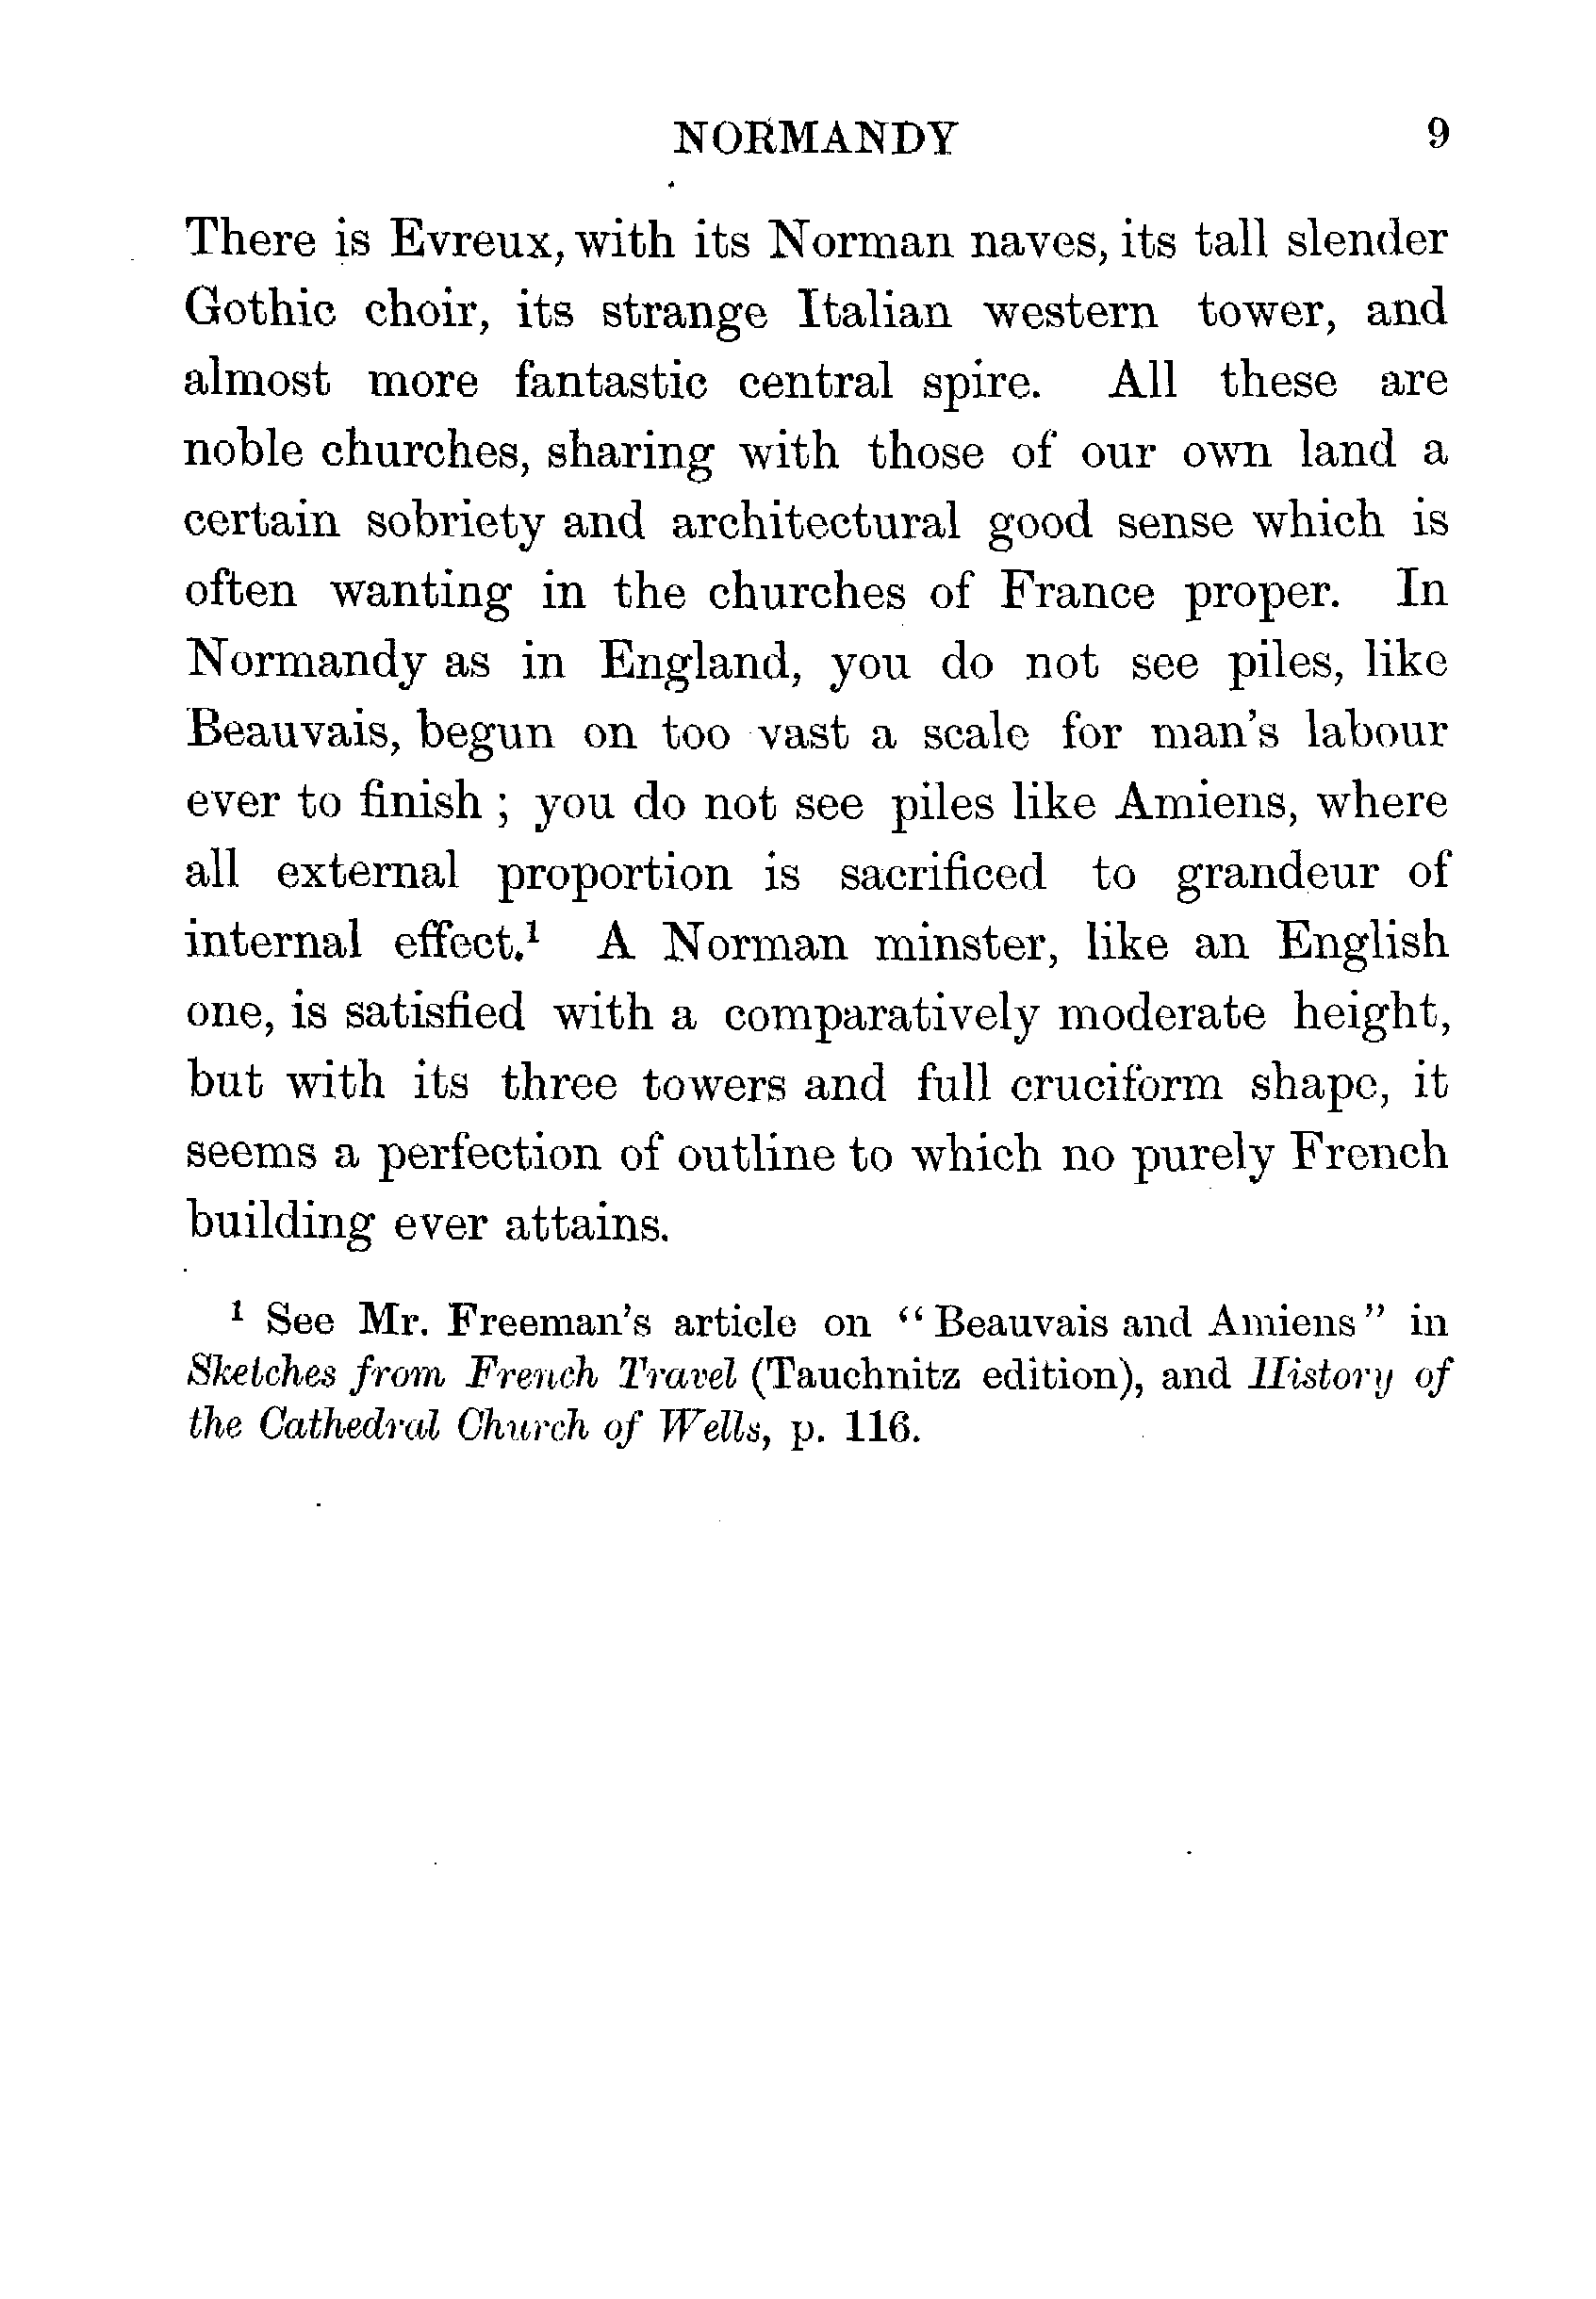 NORMANDY 9
There is Evreux, with its Norman naves, its tall slender
Gothic choir, its strange Italian western tower, and
almost more fantastic central spire. All these are
noble churches, sharing with those of our own land a
certain sobriety and architectural good sense which is
often wanting in the churches of France proper. In
Normandy as in England, you do not see piles, like
Beauvais, begun on too vast a scale for man's labour
ever to finish ; you do not see piles like Amiens, where
all external proportion is sacrificed to grandeur of
internal effect.¹ A Norman minster, like an English
one, is satisfied with a comparatively moderate height,
but with its three towers and full cruciform shape, it
seems a perfection of outline to which no purely French
building ever attains.
¹ See Mr. Freeman's article on “Beauvais and Amiens” in
Sketches from French Travel (Tauchnitz edition), and History of
the Cathedral Church of Wells, p. 116.